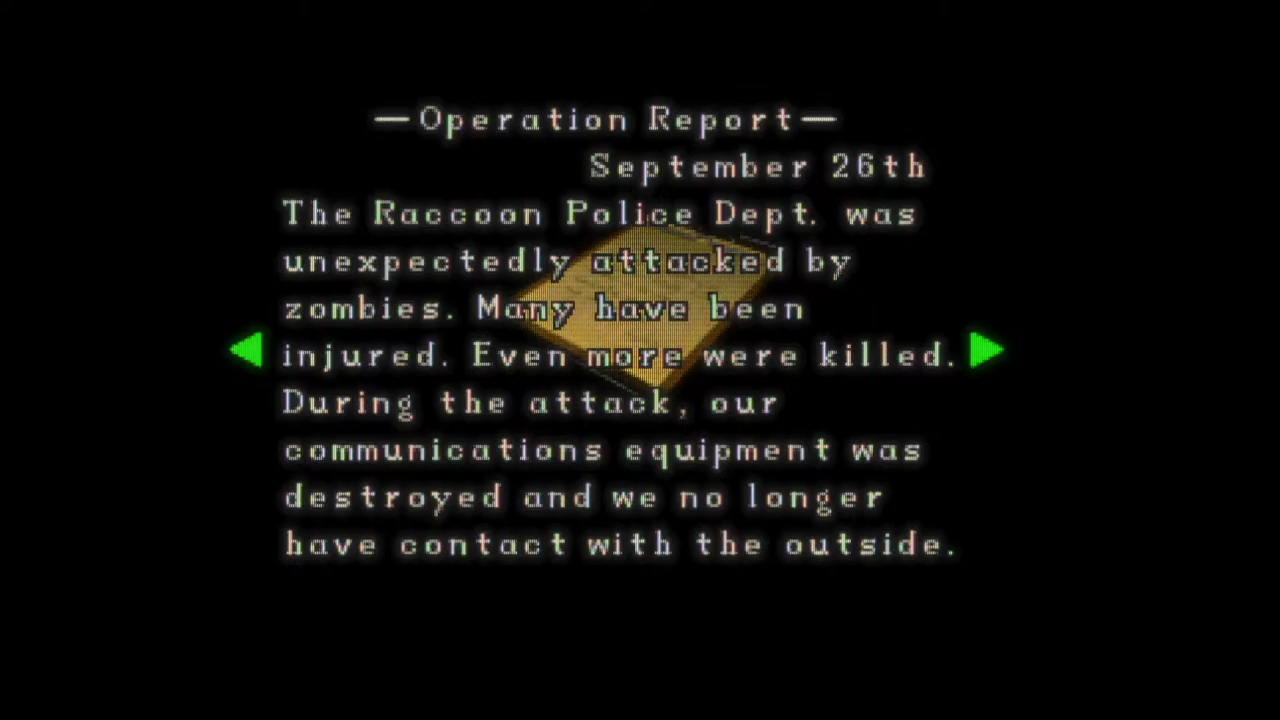 —Operation Report—
September 26th
The Raccoon Police Dept. was
unexpectedly attacked by
zombies. Many have been
injured. Even more were killed.
During the attack, our
communications equipment was
destroyed and we no longer
have contact with the outside.